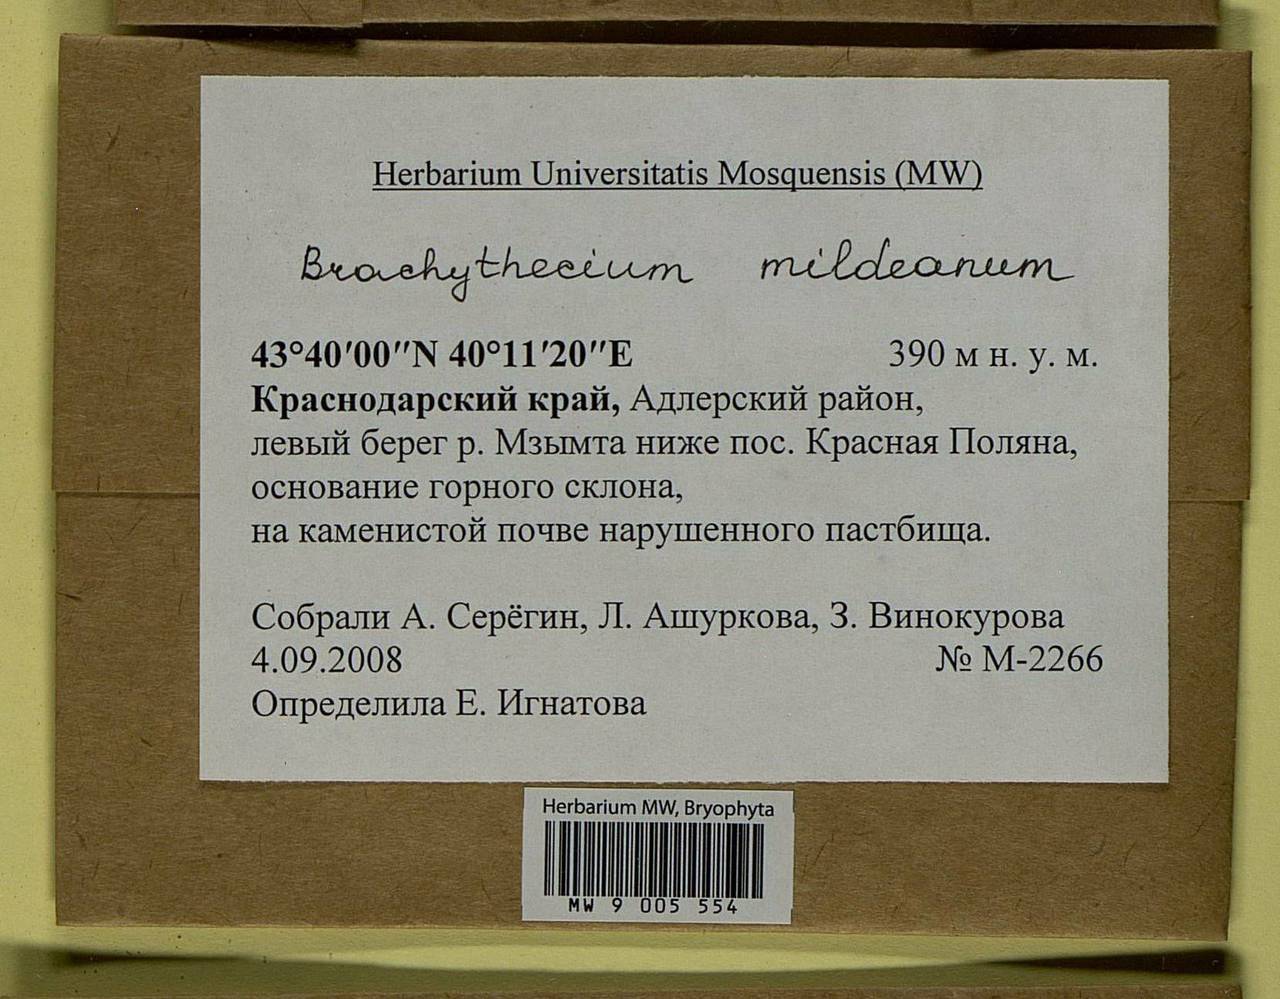 Herbarium Universitatis Mosquensis (MW)
Brachythecium mildeanum
43°40′00″N 40°11′20″E 390 м н. у. м.
Краснодарский край, Адлерский район,
левый берег р. Мзымта ниже пос. Красная Поляна,
основание горного склона,
на каменистой почве нарушенного пастбища.
Собрали А. Серёгин, Л. Ашуркова, З. Винокурова
4.09.2008 № М-2266
Определила Е. Игнатова
Herbarium MW, Bryophyta
MW 9 005 554